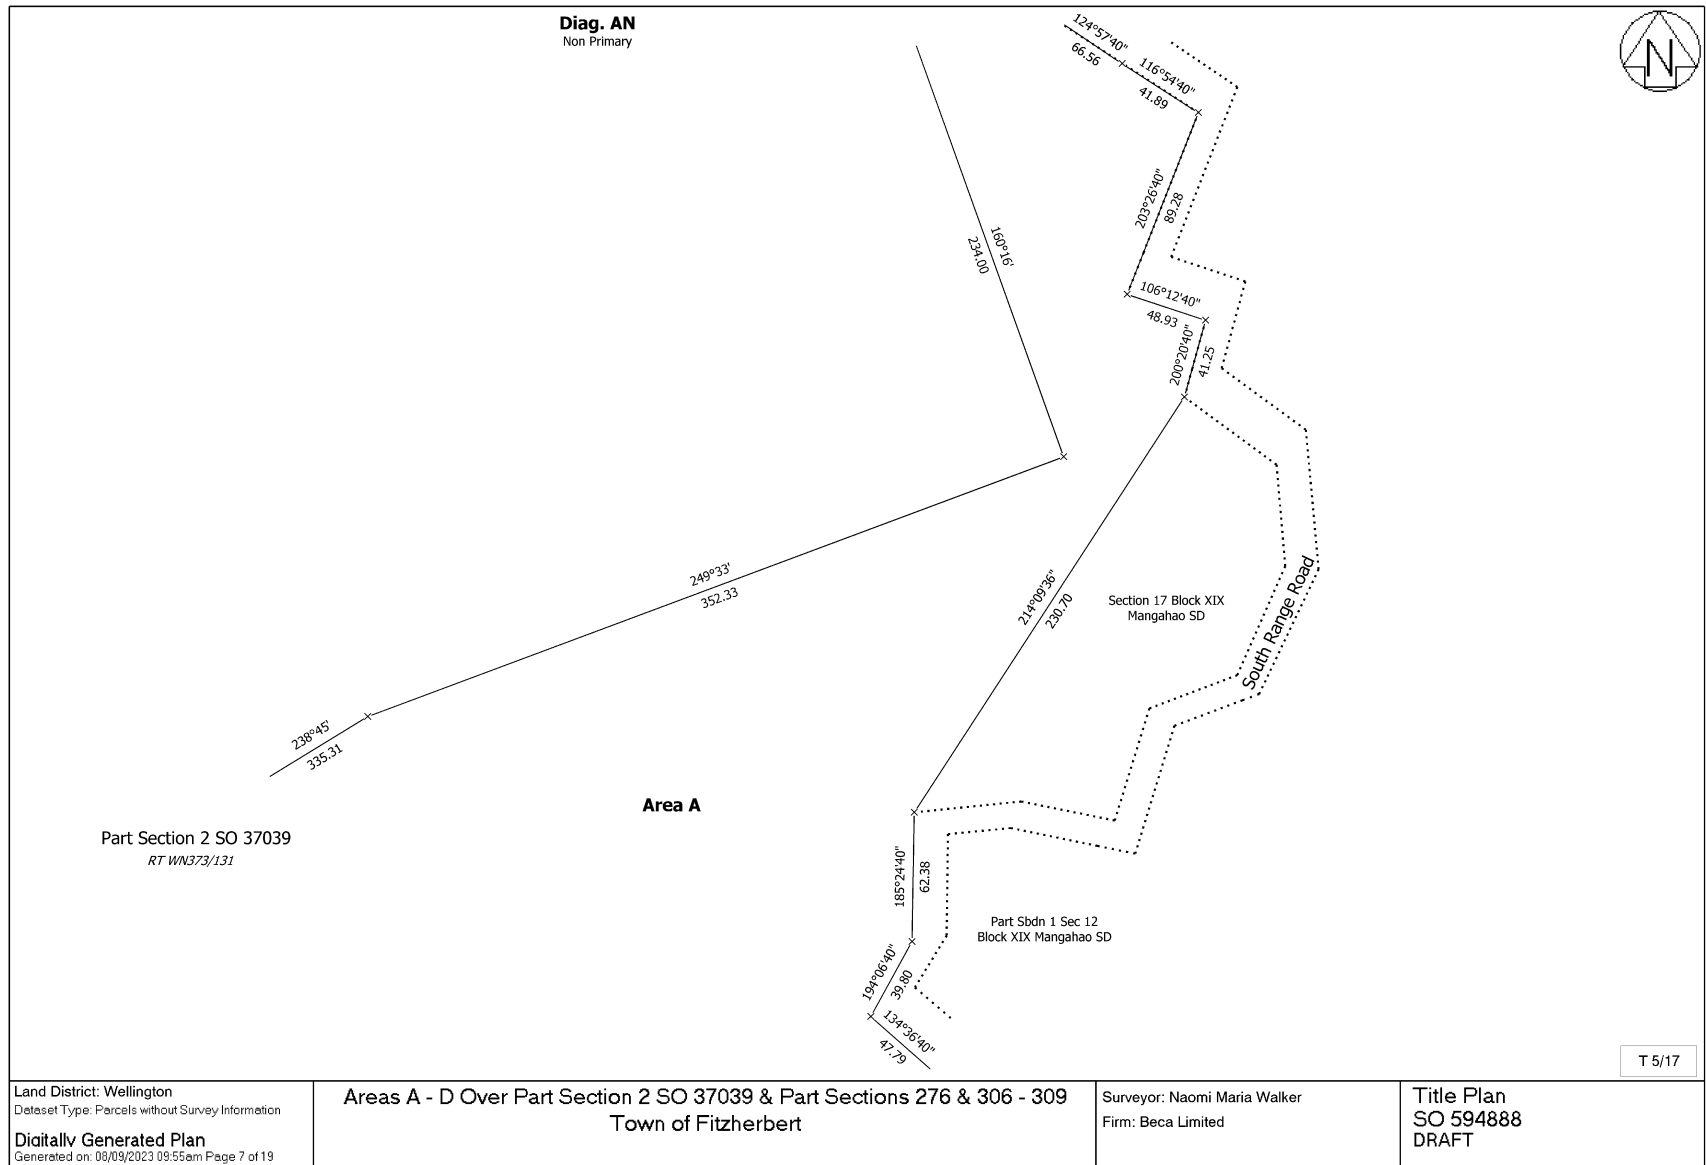 Diag. AN
Non Primary
N
124°57'40"
66.56
116°54'40"
41.89
203°26'40"
89.28
160°16'
234.00
106°12'40"
48.93
200°20'40"
41.25
249°33'
352.33
214°09'36"
230.70
Section 17 Block XIX
Mangahao SD
South Range Road
238°45'
335.31
Area A
Part Section 2 SO 37039
RT WN373/131
185°24'40"
62.38
Part Sbdn 1 Sec 12
Block XIX Mangahao SD
194°06'40"
39.80
134°36'40"
47.79
T 5/17
Land District: Wellington
Dataset Type: Parcels without Survey Information
Digitally Generated Plan
Generated on: 08/09/2023 09:55am Page 7 of 19
Areas A - D Over Part Section 2 SO 37039 & Part Sections 276 & 306 - 309
Town of Fitzherbert
Surveyor: Naomi Maria Walker
Firm: Beca Limited
Title Plan
SO 594888
DRAFT